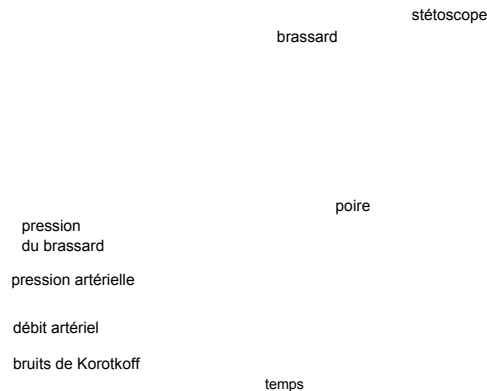 stétoscope
brassard
poire
pression
du brassard
pression artérielle
débit artériel
bruits de Korotkoff
temps